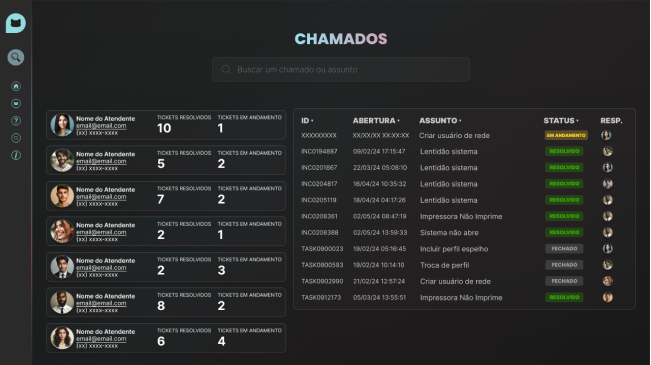 CHAMADOS
Buscar um chamado ou assunto
Nome do Atendente
email@email.com
(xx) xxxx-xxxx
TICKETS RESOLVIDOS TICKETS EM ANDAMENTO
10 1
Nome do Atendente
email@email.com
(xx) xxxx-xxxx
TICKETS RESOLVIDOS TICKETS EM ANDAMENTO
5 2
Nome do Atendente
email@email.com
(xx) xxxx-xxxx
TICKETS RESOLVIDOS TICKETS EM ANDAMENTO
7 2
Nome do Atendente
email@email.com
(xx) xxxx-xxxx
TICKETS RESOLVIDOS TICKETS EM ANDAMENTO
2 1
Nome do Atendente
email@email.com
(xx) xxxx-xxxx
TICKETS RESOLVIDOS TICKETS EM ANDAMENTO
2 3
Nome do Atendente
email@email.com
(xx) xxxx-xxxx
TICKETS RESOLVIDOS TICKETS EM ANDAMENTO
8 2
Nome do Atendente
email@email.com
(xx) xxxx-xxxx
TICKETS RESOLVIDOS TICKETS EM ANDAMENTO
6 4
ID ABERTURA ASSUNTO STATUS RESP.
XXXXXXXXX XX/XX/XX XX:XX:XX Criar usuário de rede EM ANDAMENTO
INC0194887 09/02/24 17:15:47 Lentidão sistema RESOLVIDO
INC0201867 22/03/24 05:08:10 Lentidão sistema RESOLVIDO
INC0204817 16/04/24 10:35:32 Lentidão sistema RESOLVIDO
INC0205119 18/04/24 04:17:26 Lentidão sistema RESOLVIDO
INC0208361 02/05/24 08:47:19 Impressora Não Imprime RESOLVIDO
INC0208388 02/05/24 13:59:33 Sistema não abre RESOLVIDO
TASK0900023 19/02/24 05:16:45 Incluir perfil espelho FECHADO
TASK0900593 19/02/24 10:14:10 Troca de perfil FECHADO
TASK0902990 21/02/24 12:57:24 Criar usuário de rede FECHADO
TASK0912173 05/03/24 13:55:51 Impressora Não Imprime RESOLVIDO